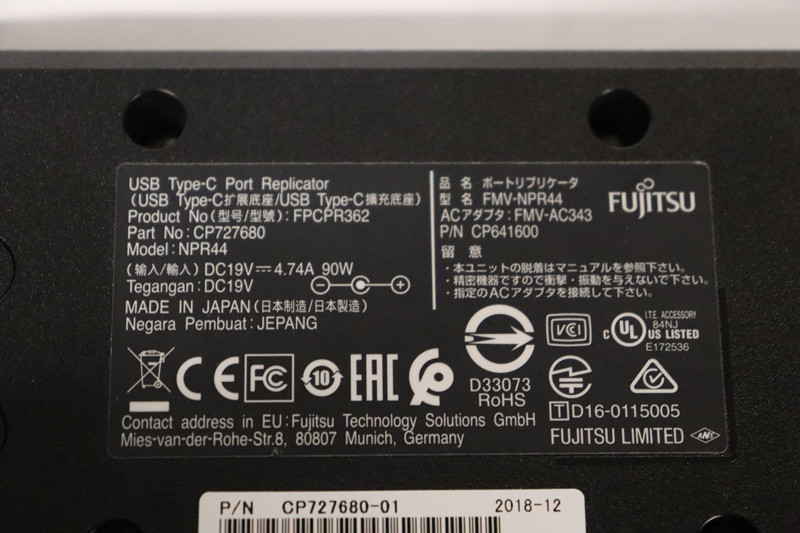 USB Type-C Port Replicator
(USB Type-C扩展底座/USB Type-C擴充底座)
Product No(型号/型號): FPCPR362
Part No: CP727680
Model: NPR44
(输入/輸入) DC19V⎓4.74A 90W
Tegangan: DC19V
MADE IN JAPAN (日本制造/日本製造)
Negara Pembuat: JEPANG
品 名 ポートリプリケータ
型 名 FMV-NPR44
ACアダプタ: FMV-AC343
P/N CP641600
留 意
・本ユニットの脱着はマニュアルを参照下さい。
・精密機器ですので衝撃・振動を与えないで下さい。
・指定のACアダプタを接続して下さい。
FUJITSU
CE FC 10 EAC
D33073
RoHS
VCI
c UL US LISTED
I.T.E. ACCESSORY
84NJ
E172536
T D16-0115005
FUJITSU LIMITED
Contact address in EU: Fujitsu Technology Solutions GmbH
Mies-van-der-Rohe-Str.8, 80807 Munich, Germany
P/N CP727680-01 2018-12